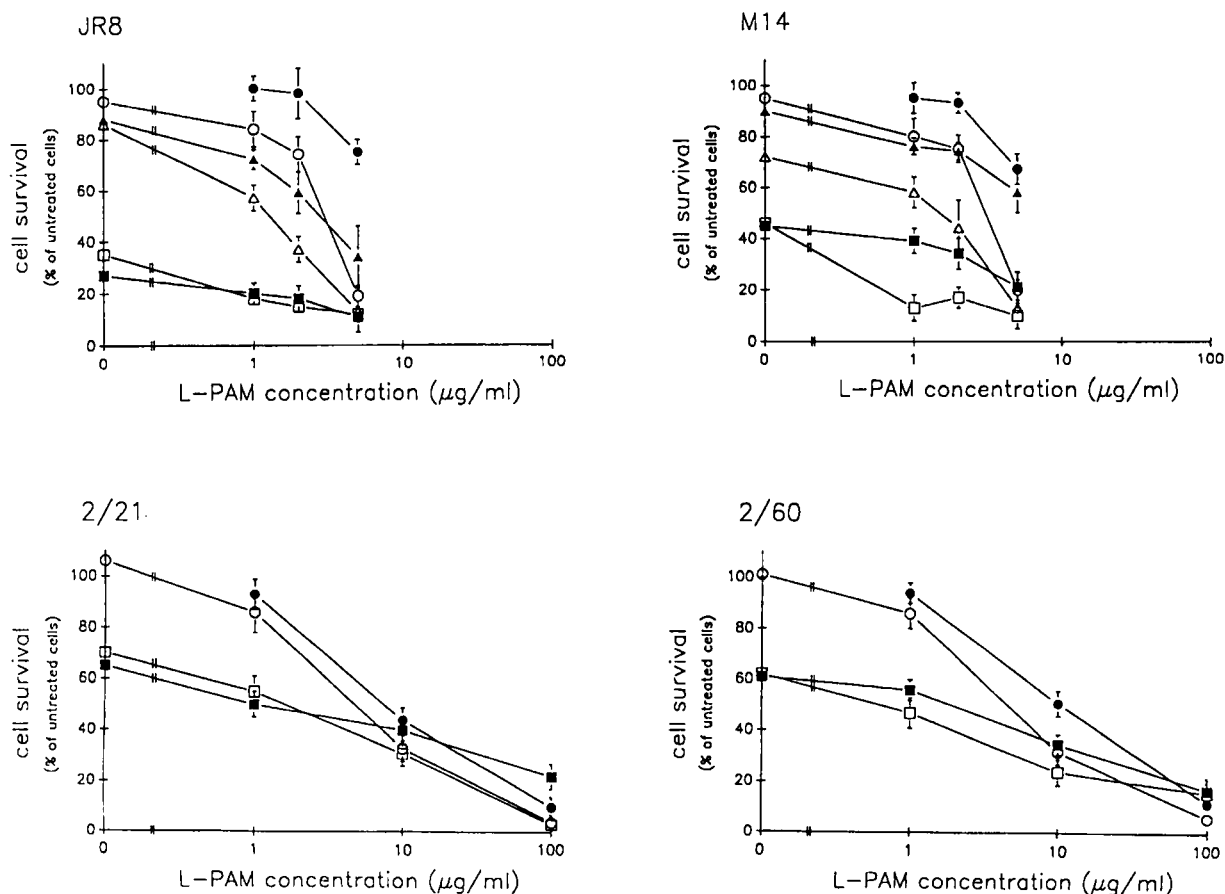 JR8
100
80
60
40
20
0
cell survival
(% of untreated cells)
0 1 10 100
L-PAM concentration (μg/ml)
M14
100
80
60
40
20
0
cell survival
(% of untreated cells)
0 1 10 100
L-PAM concentration (μg/ml)
2/21
100
80
60
40
20
0
cell survival
(% of untreated cells)
0 1 10 100
L-PAM concentration (μg/ml)
2/60
100
80
60
40
20
0
cell survival
(% of untreated cells)
0 1 10 100
L-PAM concentration (μg/ml)